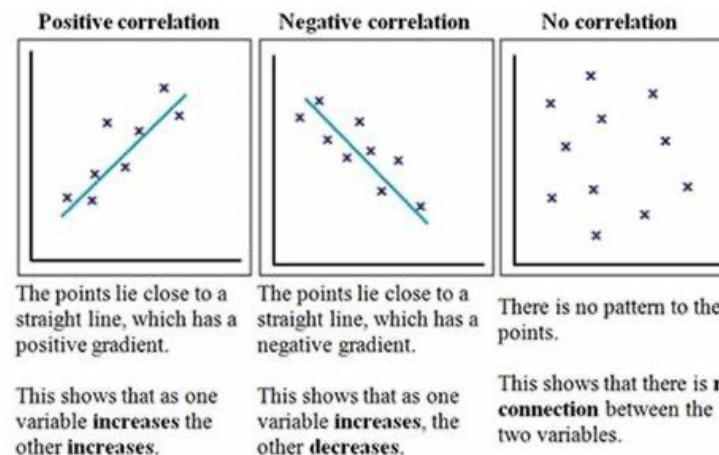 Positive correlation
Negative correlation
No correlation
The points lie close to a
straight line, which has a
positive gradient.
This shows that as one
variable increases the
other increases.
The points lie close to a
straight line, which has a
negative gradient.
This shows that as one
variable increases, the
other decreases.
There is no pattern to the
points.
This shows that there is
connection between the
two variables.